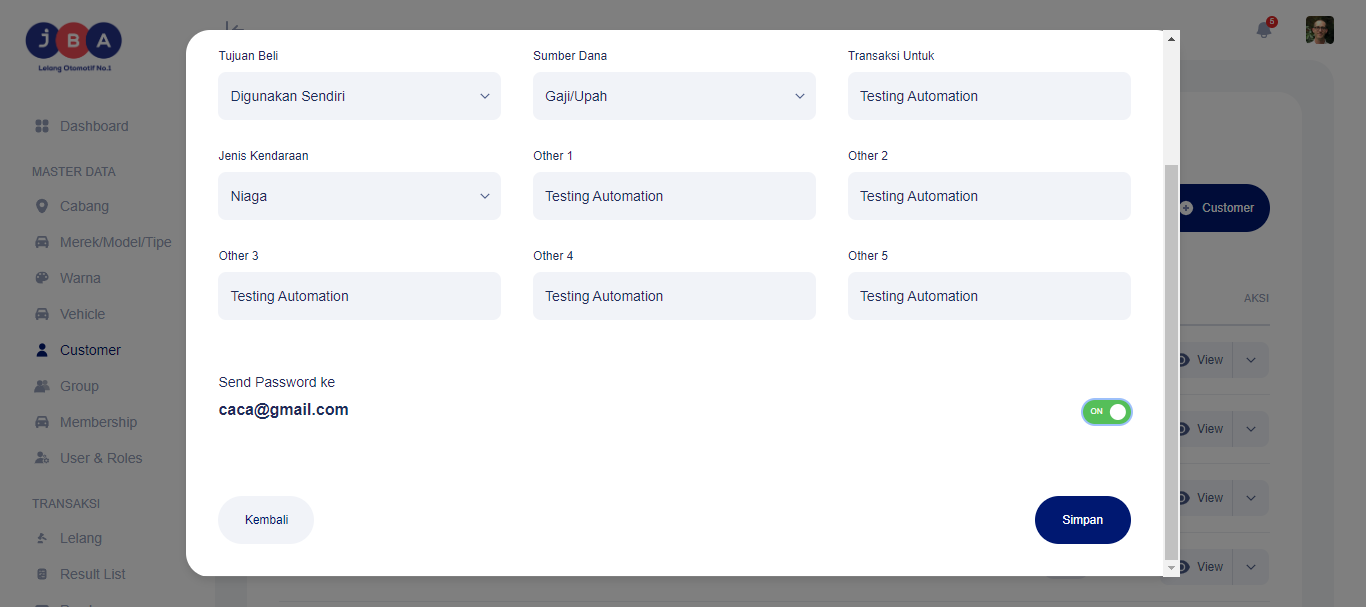 JBA
Lelang Otomotif No.1
6
Dashboard
MASTER DATA
Cabang
Merek/Model/Tipe
Warna
Vehicle
Customer
Group
Membership
User & Roles
TRANSAKSI
Lelang
Result List
Tujuan Beli
Sumber Dana
Transaksi Untuk
Digunakan Sendiri
Gaji/Upah
Testing Automation
Jenis Kendaraan
Other 1
Other 2
Niaga
Testing Automation
Testing Automation
Other 3
Other 4
Other 5
Testing Automation
Testing Automation
Testing Automation
Send Password ke
caca@gmail.com
ON
Kembali
Simpan
Customer
AKSI
View
View
View
View